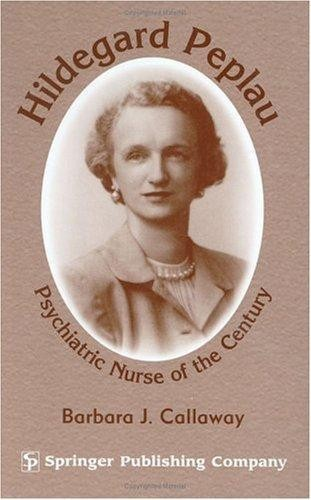 Hildegard Peplau
Psychiatric Nurse of the Century
Barbara J. Callaway
SP Springer Publishing Company